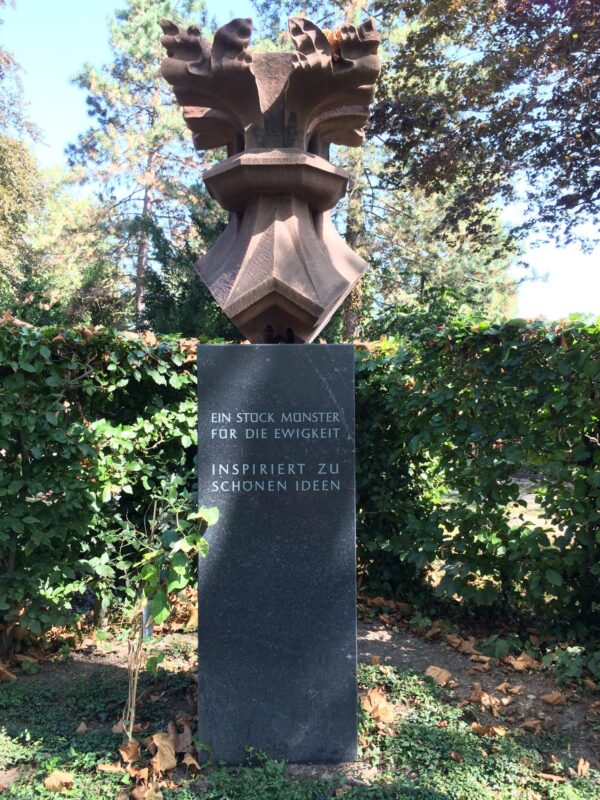 EIN STÜCK MÜNSTER
FÜR DIE EWIGKEIT
INSPIRIERT ZU
SCHÖNEN IDEEN